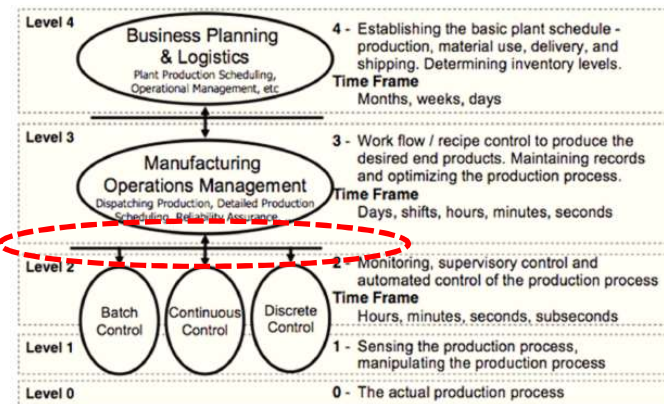 Level 4
Business Planning
& Logistics
Plant Production Scheduling,
Operational Management, etc
4 - Establishing the basic plant schedule -
production, material use, delivery, and
shipping. Determining inventory levels.
Time Frame
Months, weeks, days
Level 3
Manufacturing
Operations Management
Dispatching Production, Detailed Production
Scheduling, Reliability Assurance...
3 - Work flow / recipe control to produce the
desired end products. Maintaining records
and optimizing the production process.
Time Frame
Days, shifts, hours, minutes, seconds
Level 2
Batch
Control
Continuous
Control
Discrete
Control
2 - Monitoring, supervisory control and
automated control of the production process
Time Frame
Hours, minutes, seconds, subseconds
Level 1
1 - Sensing the production process,
manipulating the production process
Level 0
0 - The actual production process